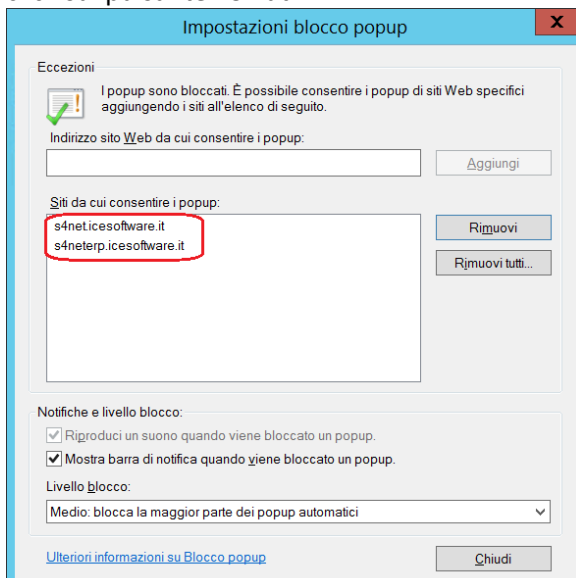 Impostazioni blocco popup
X
Eccezioni
I popup sono bloccati. È possibile consentire i popup di siti Web specifici
aggiungendo i siti all'elenco di seguito.
Indirizzo sito Web da cui consentire i popup:
Aggiungi
Siti da cui consentire i popup:
s4net.icesoftware.it
s4neterp.icesoftware.it
Rimuovi
Rimuovi tutti...
Notifiche e livello blocco:
Riproduci un suono quando viene bloccato un popup.
Mostra barra di notifica quando viene bloccato un popup.
Livello blocco:
Medio: blocca la maggior parte dei popup automatici
Ulteriori informazioni su Blocco popup
Chiudi